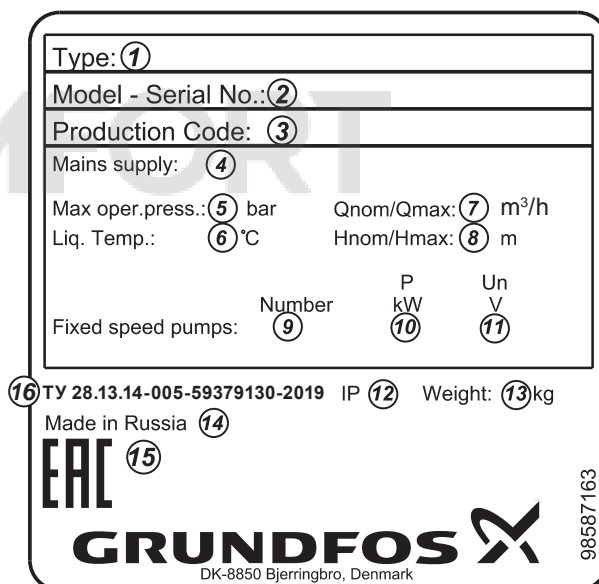 Type: 1
Model - Serial No.: 2
Production Code: 3
Mains supply: 4
Max oper.press.: 5 bar Qnom/Qmax: 7 m³/h
Liq. Temp.: 6 °C Hnom/Hmax: 8 m
P Un
Number kW V
Fixed speed pumps: 9 10 11
16 ТУ 28.13.14-005-59379130-2019 IP 12 Weight: 13 kg
Made in Russia 14
EAC 15
98587163
GRUNDFOS
DK-8850 Bjerringbro, Denmark